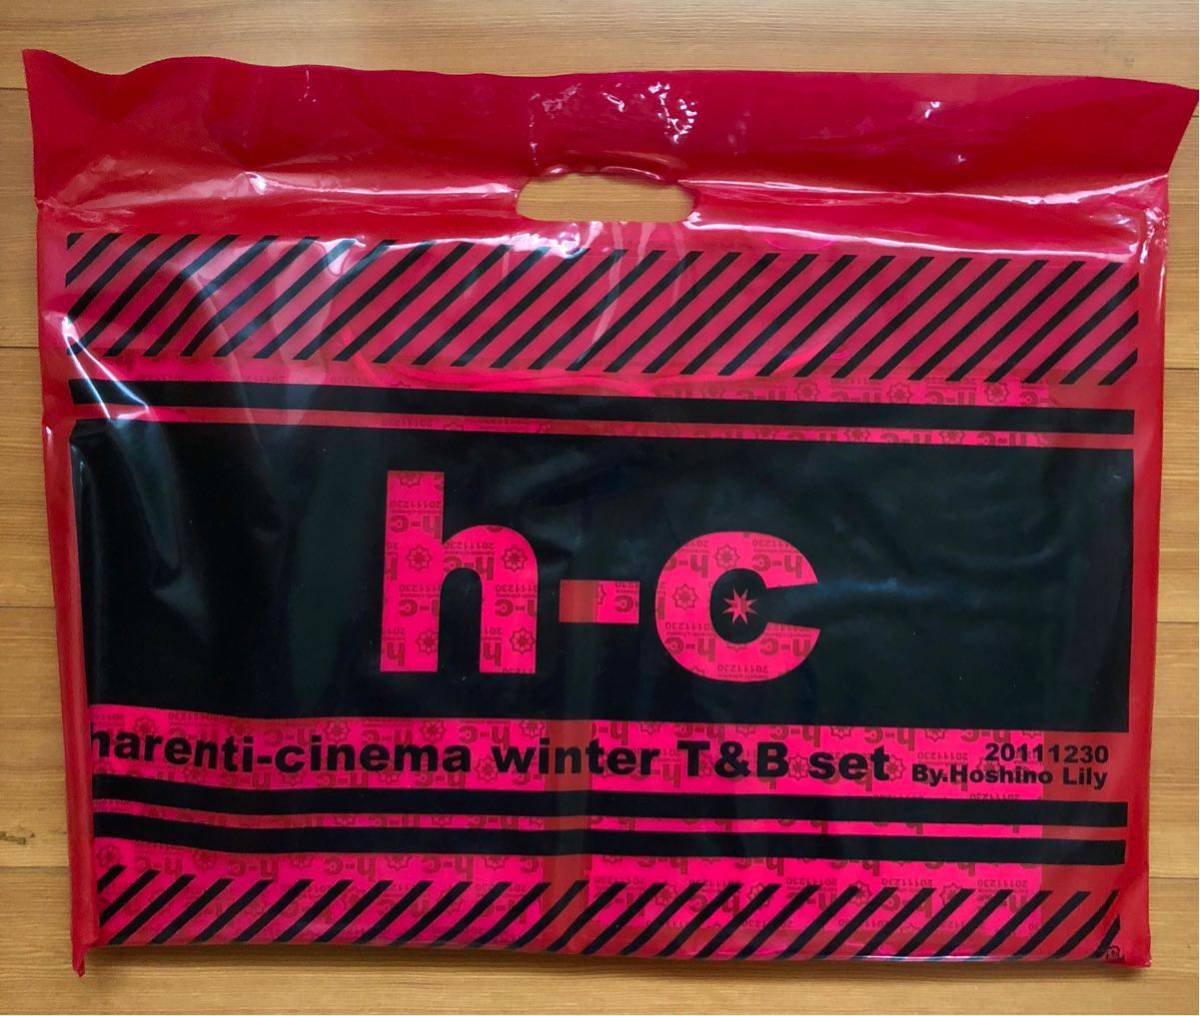 h-c
harenti-cinema winter T&B set
20111230
By.Hoshino Lily